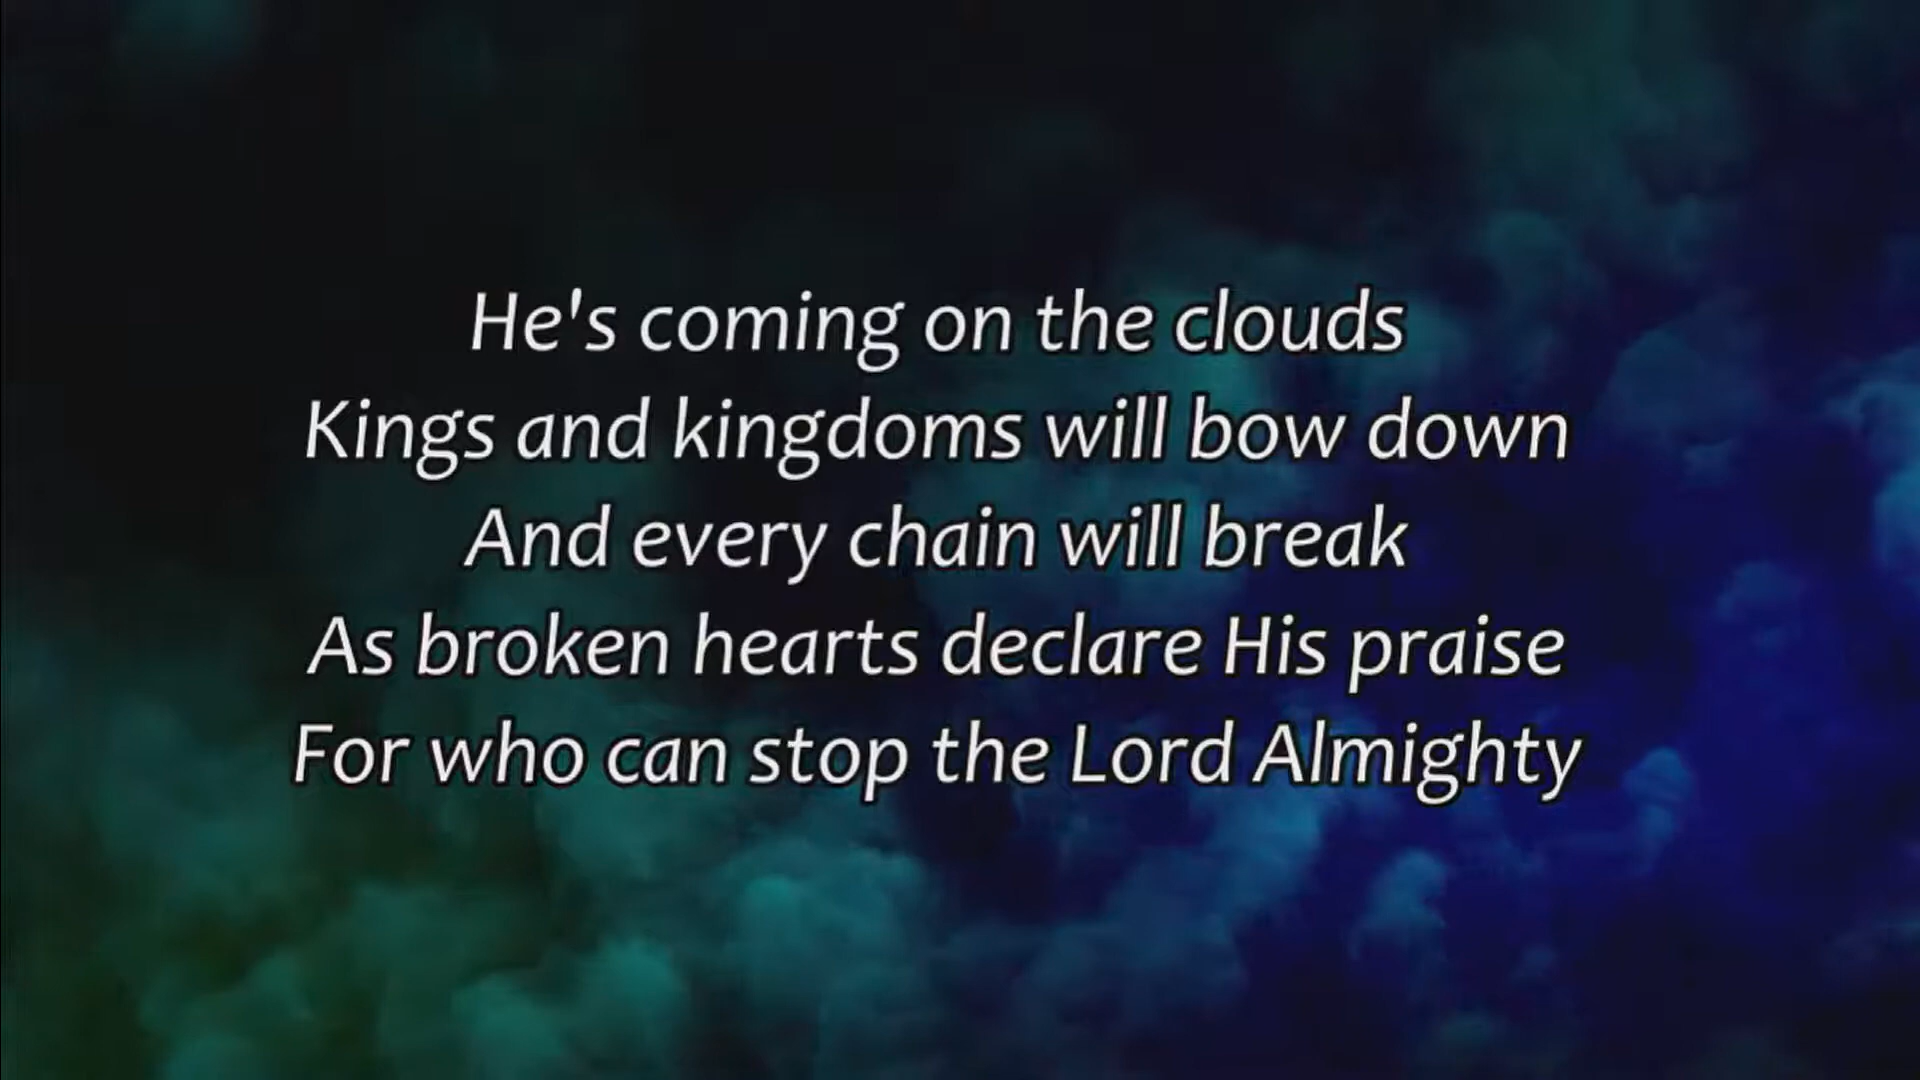 He's coming on the clouds
Kings and kingdoms will bow down
And every chain will break
As broken hearts declare His praise
For who can stop the Lord Almighty